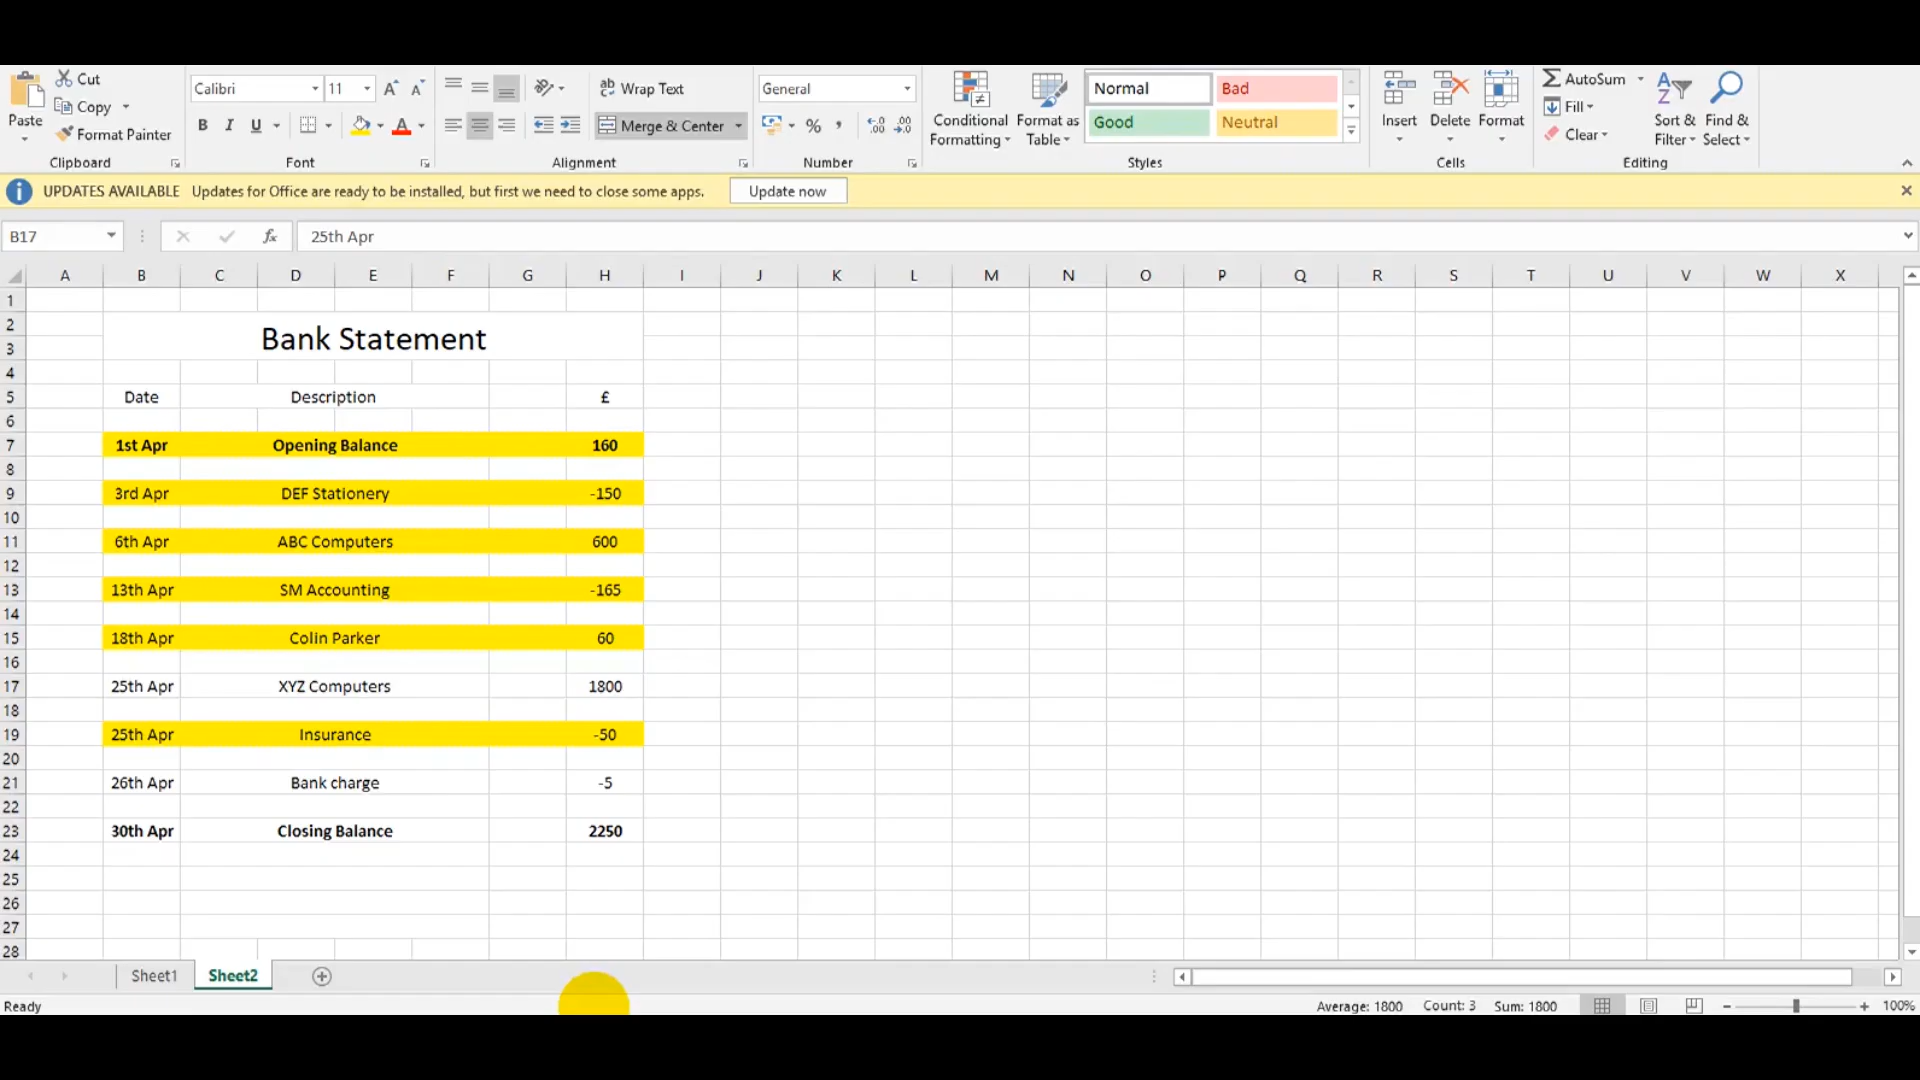 Cut
Copy
Format Painter
Paste
Clipboard
Calibri 11 A A
B I U A
Font
Wrap Text
Merge & Center
Alignment
General
% , .00 .00
Number
Conditional Formatting
Format as Table
Normal Bad
Good Neutral
Styles
Insert Delete Format
Cells
AutoSum
Fill
Clear
Sort & Filter
Find & Select
Editing
UPDATES AVAILABLE Updates for Office are ready to be installed, but first we need to close some apps. Update now
B17 fx 25th Apr
A B C D E F G H I J K L M N O P Q R S T U V W X
1
2 Bank Statement
3
4
5 Date Description £
6
7 1st Apr Opening Balance 160
8
9 3rd Apr DEF Stationery -150
10
11 6th Apr ABC Computers 600
12
13 13th Apr SM Accounting -165
14
15 18th Apr Colin Parker 60
16
17 25th Apr XYZ Computers 1800
18
19 25th Apr Insurance -50
20
21 26th Apr Bank charge -5
22
23 30th Apr Closing Balance 2250
24
25
26
27
28
Sheet1 Sheet2
Ready Average: 1800 Count: 3 Sum: 1800 100%